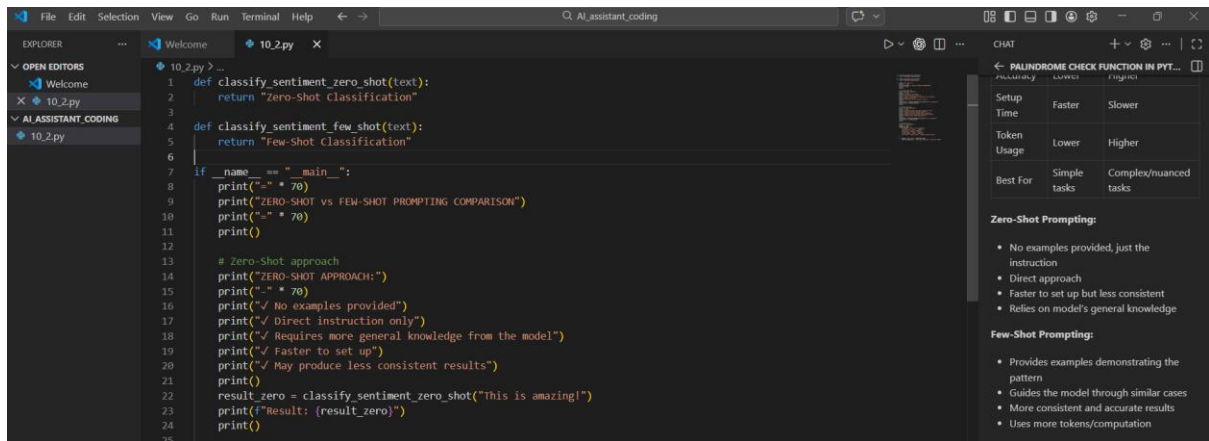 File Edit Selection View Go Run Terminal Help
AI_assistant_coding
EXPLORER
OPEN EDITORS
Welcome
10_2.py
AI_ASSISTANT_CODING
10_2.py
Welcome
10_2.py
10_2.py > ...
1 def classify_sentiment_zero_shot(text):
2 return "Zero-Shot Classification"
3
4 def classify_sentiment_few_shot(text):
5 return "Few-Shot Classification"
6
7 if __name__ == "__main__":
8 print("=" * 70)
9 print("ZERO-SHOT vs FEW-SHOT PROMPTING COMPARISON")
10 print("=" * 70)
11 print()
12
13 # Zero-Shot approach
14 print("ZERO-SHOT APPROACH:")
15 print("-" * 70)
16 print("✓ No examples provided")
17 print("✓ Direct instruction only")
18 print("✓ Requires more general knowledge from the model")
19 print("✓ Faster to set up")
20 print("✓ May produce less consistent results")
21 print()
22 result_zero = classify_sentiment_zero_shot("This is amazing!")
23 print(f"Result: {result_zero}")
24 print()
25
CHAT
PALINDROME CHECK FUNCTION IN PYT...
Accuracy Lower Higher
Setup Time Faster Slower
Token Usage Lower Higher
Best For Simple tasks Complex/nuanced tasks
Zero-Shot Prompting:
• No examples provided, just the
instruction
• Direct approach
• Faster to set up but less consistent
• Relies on model's general knowledge
Few-Shot Prompting:
• Provides examples demonstrating the
pattern
• Guides the model through similar cases
• More consistent and accurate results
• Uses more tokens/computation